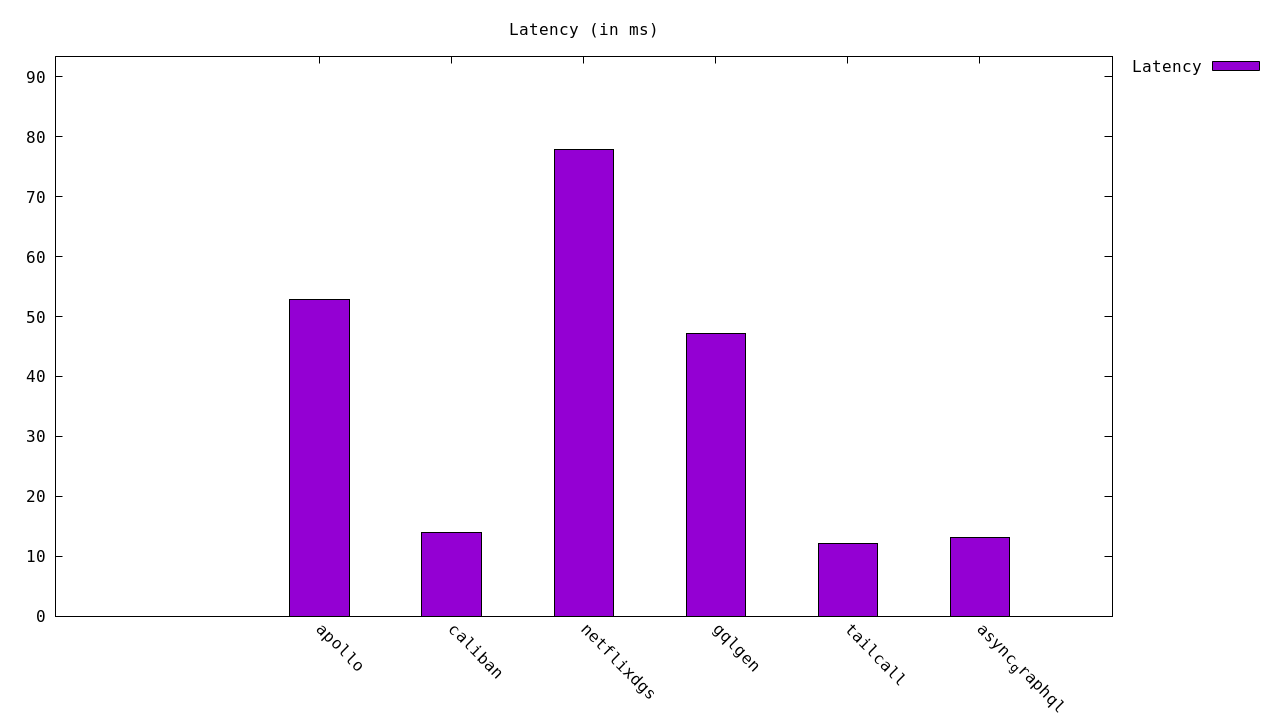 Latency (in ms)
Latency
90
80
70
60
50
40
30
20
10
0
apollo
caliban
netflixdgs
gqlgen
tailcall
asyncgraphql